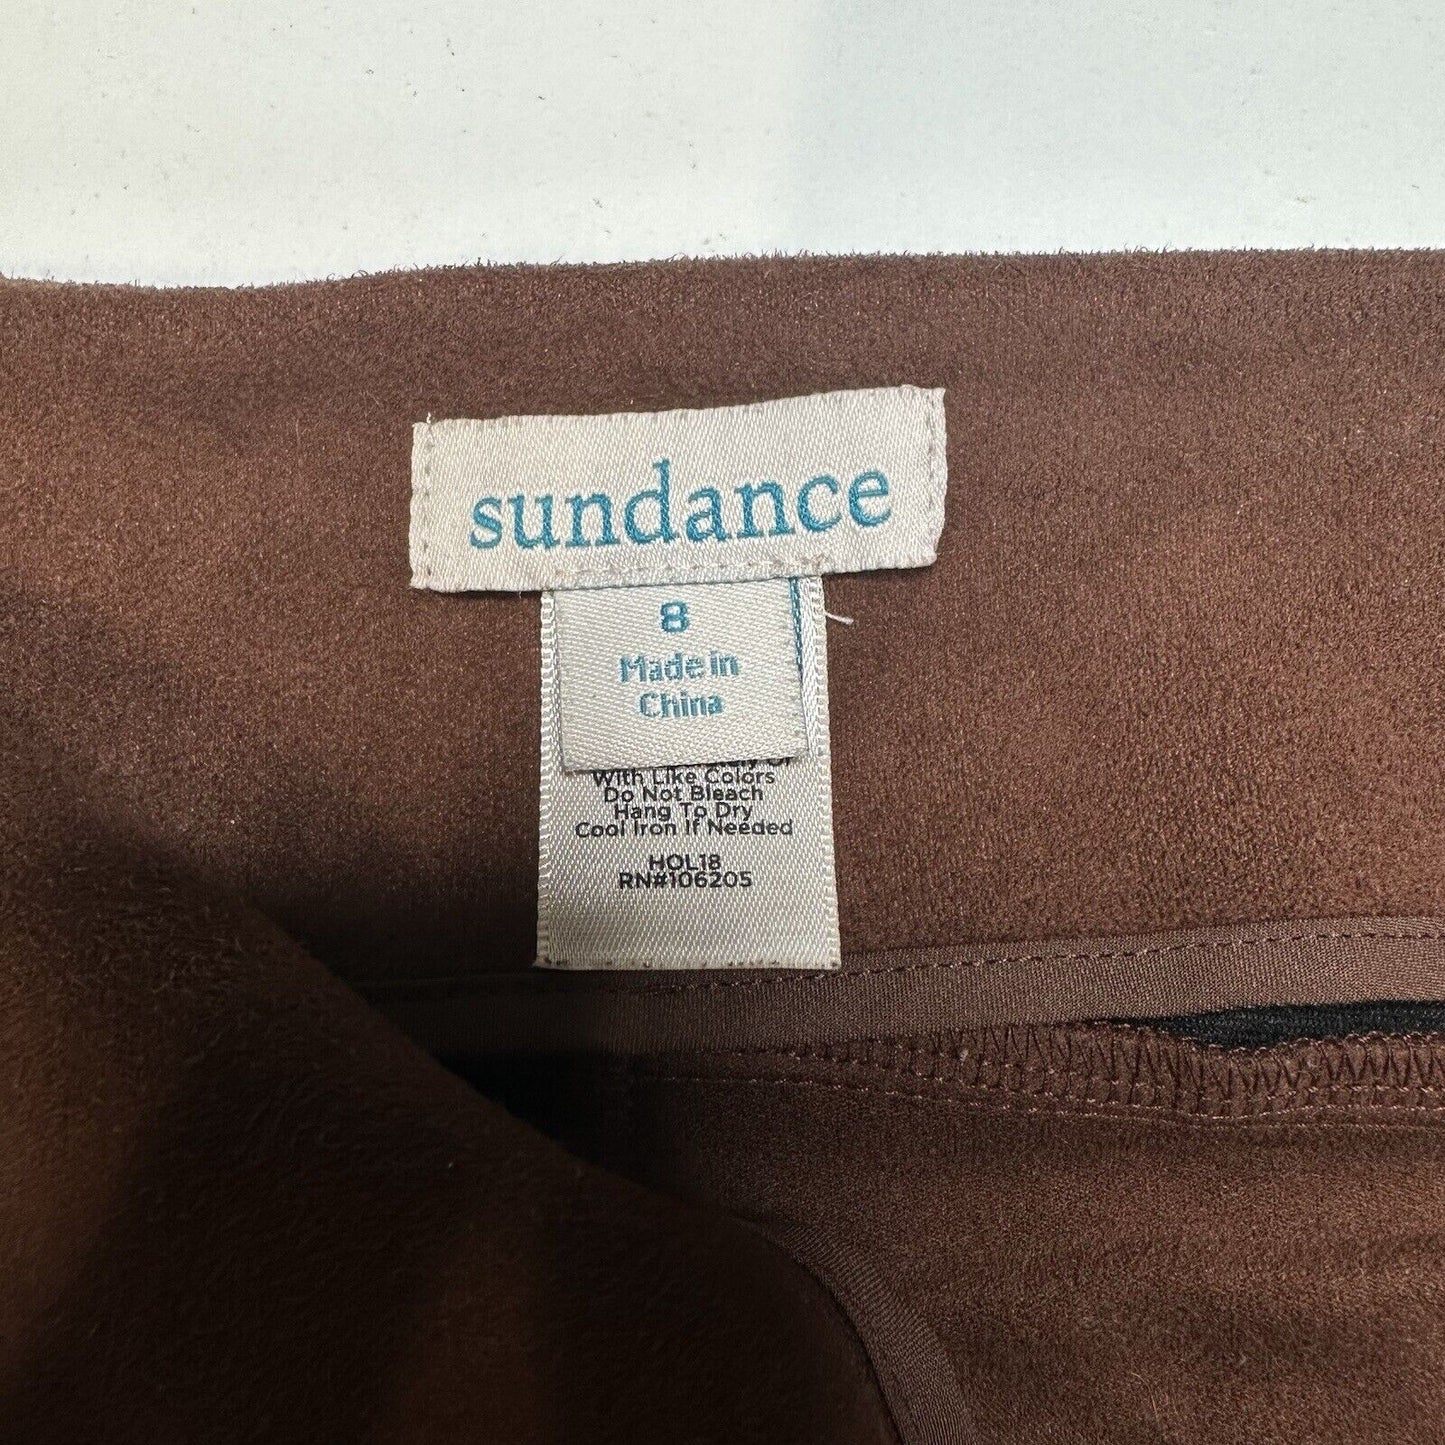 sundance
8
Made in
China
With Like Colors
Do Not Bleach
Hang To Dry
Cool Iron If Needed
HOL18
RN#106205